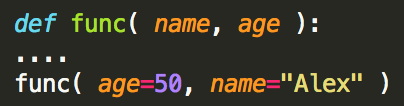 def func( name, age ):
....
func( age=50, name="Alex" )